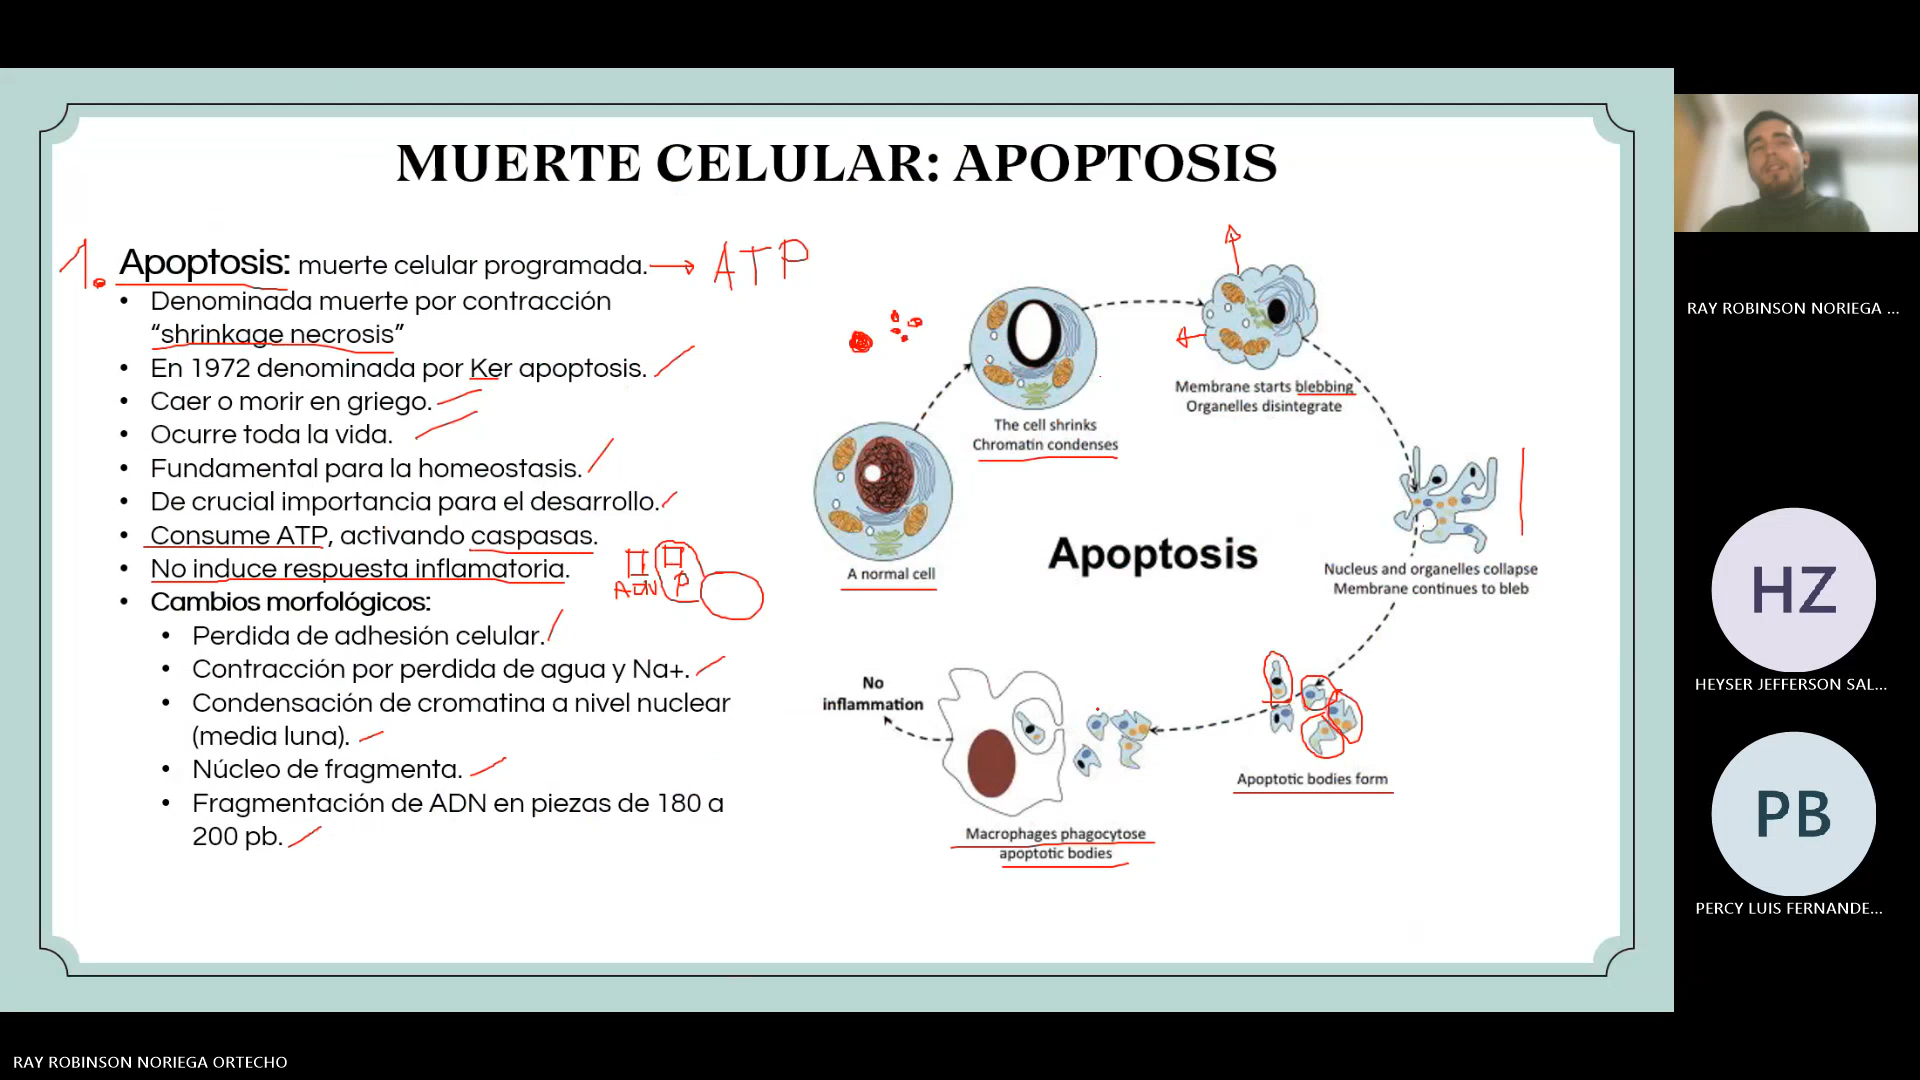 MUERTE CELULAR: APOPTOSIS
1. Apoptosis: muerte celular programada. → ATP
• Denominada muerte por contracción
“shrinkage necrosis”
• En 1972 denominada por Ker apoptosis.
• Caer o morir en griego.
• Ocurre toda la vida.
• Fundamental para la homeostasis.
• De crucial importancia para el desarrollo.
• Consume ATP, activando caspasas.
• No induce respuesta inflamatoria.
ADN P
• Cambios morfológicos:
• Perdida de adhesión celular.
• Contracción por perdida de agua y Na+.
• Condensación de cromatina a nivel nuclear
(media luna).
• Núcleo de fragmenta.
• Fragmentación de ADN en piezas de 180 a
200 pb.
A normal cell
The cell shrinks
Chromatin condenses
Membrane starts blebbing
Organelles disintegrate
Apoptosis
Nucleus and organelles collapse
Membrane continues to bleb
Apoptotic bodies form
Macrophages phagocytose
apoptotic bodies
No
inflammation
RAY ROBINSON NORIEGA ...
HZ
HEYSER JEFFERSON SAL...
PB
PERCY LUIS FERNANDE...
RAY ROBINSON NORIEGA ORTECHO